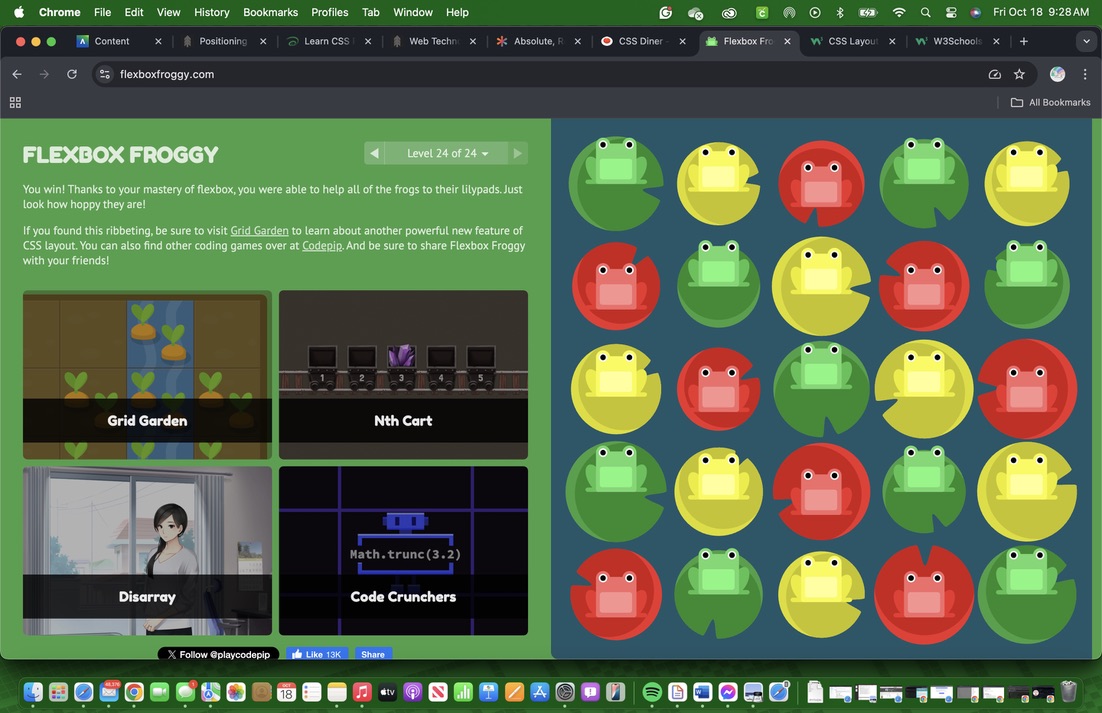 Chrome File Edit View History Bookmarks Profiles Tab Window Help Fri Oct 18 9:28 AM
Content Positioning Learn CSS Web Techn Absolute, R CSS Diner - Flexbox Fro CSS Layou W3Schools
flexboxfroggy.com
All Bookmarks
FLEXBOX FROGGY
Level 24 of 24
You win! Thanks to your mastery of flexbox, you were able to help all of the frogs to their lilypads. Just
look how hoppy they are!
If you found this ribbeting, be sure to visit Grid Garden to learn about another powerful new feature of
CSS layout. You can also find other coding games over at Codepip. And be sure to share Flexbox Froggy
with your friends!
1 2 3 4 5
Grid Garden Nth Cart
Math.trunc(3.2)
Disarray Code Crunchers
X Follow @playcodepip Like 13K Share
18 tv